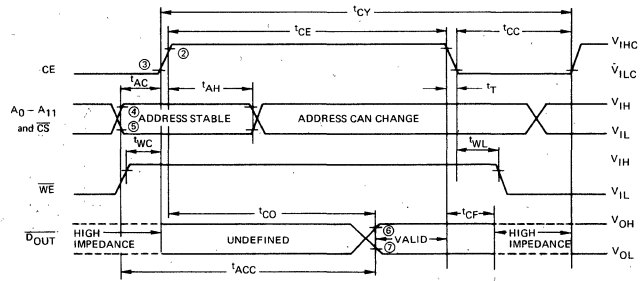 tCY
tCE
tCC
③ ② VIHC
CE VILC
tAC tAH tT
A0 – A11 and CS ④ ADDRESS STABLE ADDRESS CAN CHANGE VIH
⑤ VIL
tWC tWL VIH
WE VIL
tCO tCF
DOUT HIGH IMPEDANCE UNDEFINED ⑥ VALID ⑦ HIGH IMPEDANCE VOH
VOL
tACC